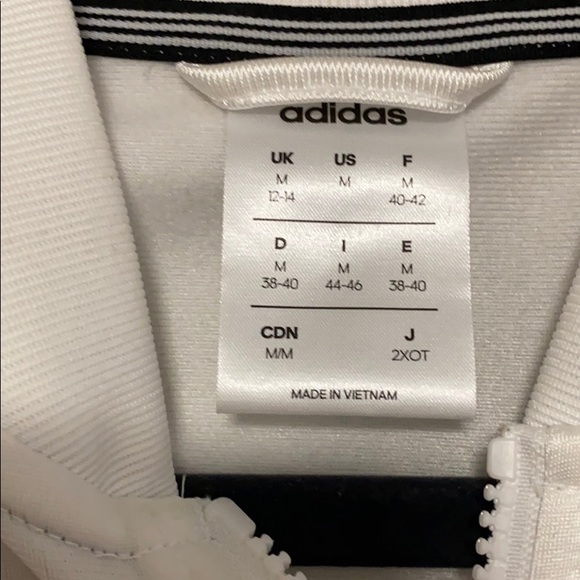 adidas
UK US F
M M M
12-14 40-42
D I E
M M M
38-40 44-46 38-40
CDN J
M/M 2XOT
MADE IN VIETNAM